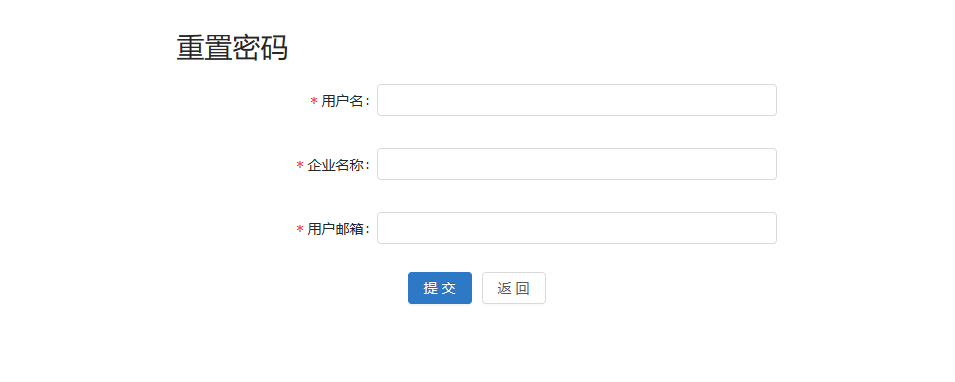 重置密码
* 用户名:
* 企业名称:
* 用户邮箱:
提 交 返 回